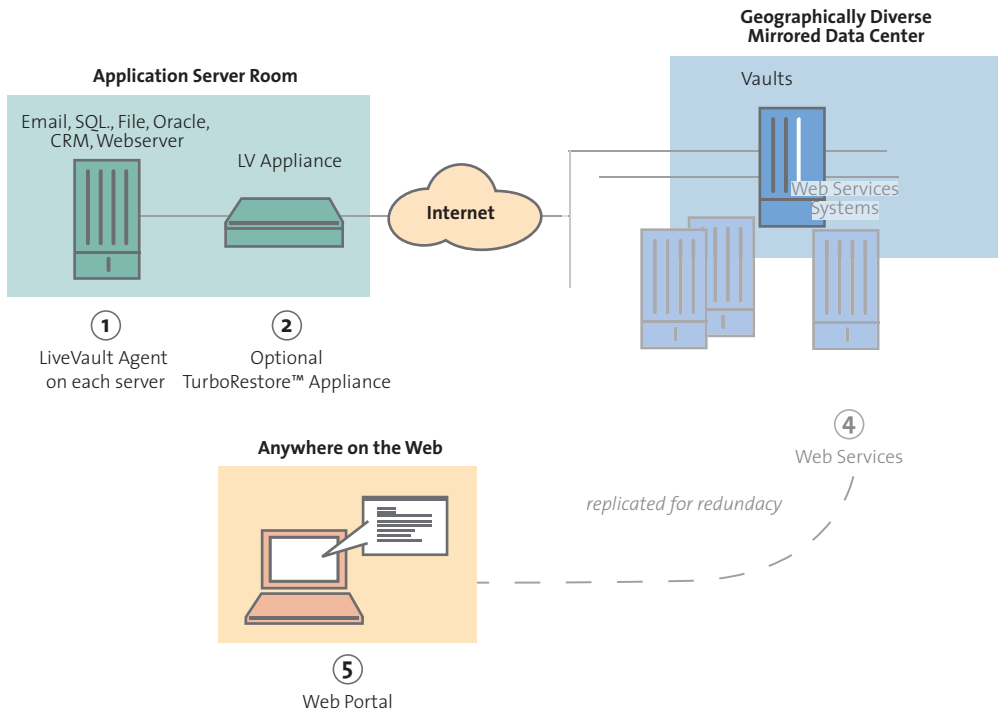 Geographically Diverse
Mirrored Data Center
Application Server Room
Vaults
Email, SQL., File, Oracle,
CRM, Webserver
LV Appliance
Web Services
Systems
Internet
1
LiveVault Agent
on each server
2
Optional
TurboRestore™ Appliance
4
Web Services
Anywhere on the Web
replicated for redundacy
5
Web Portal